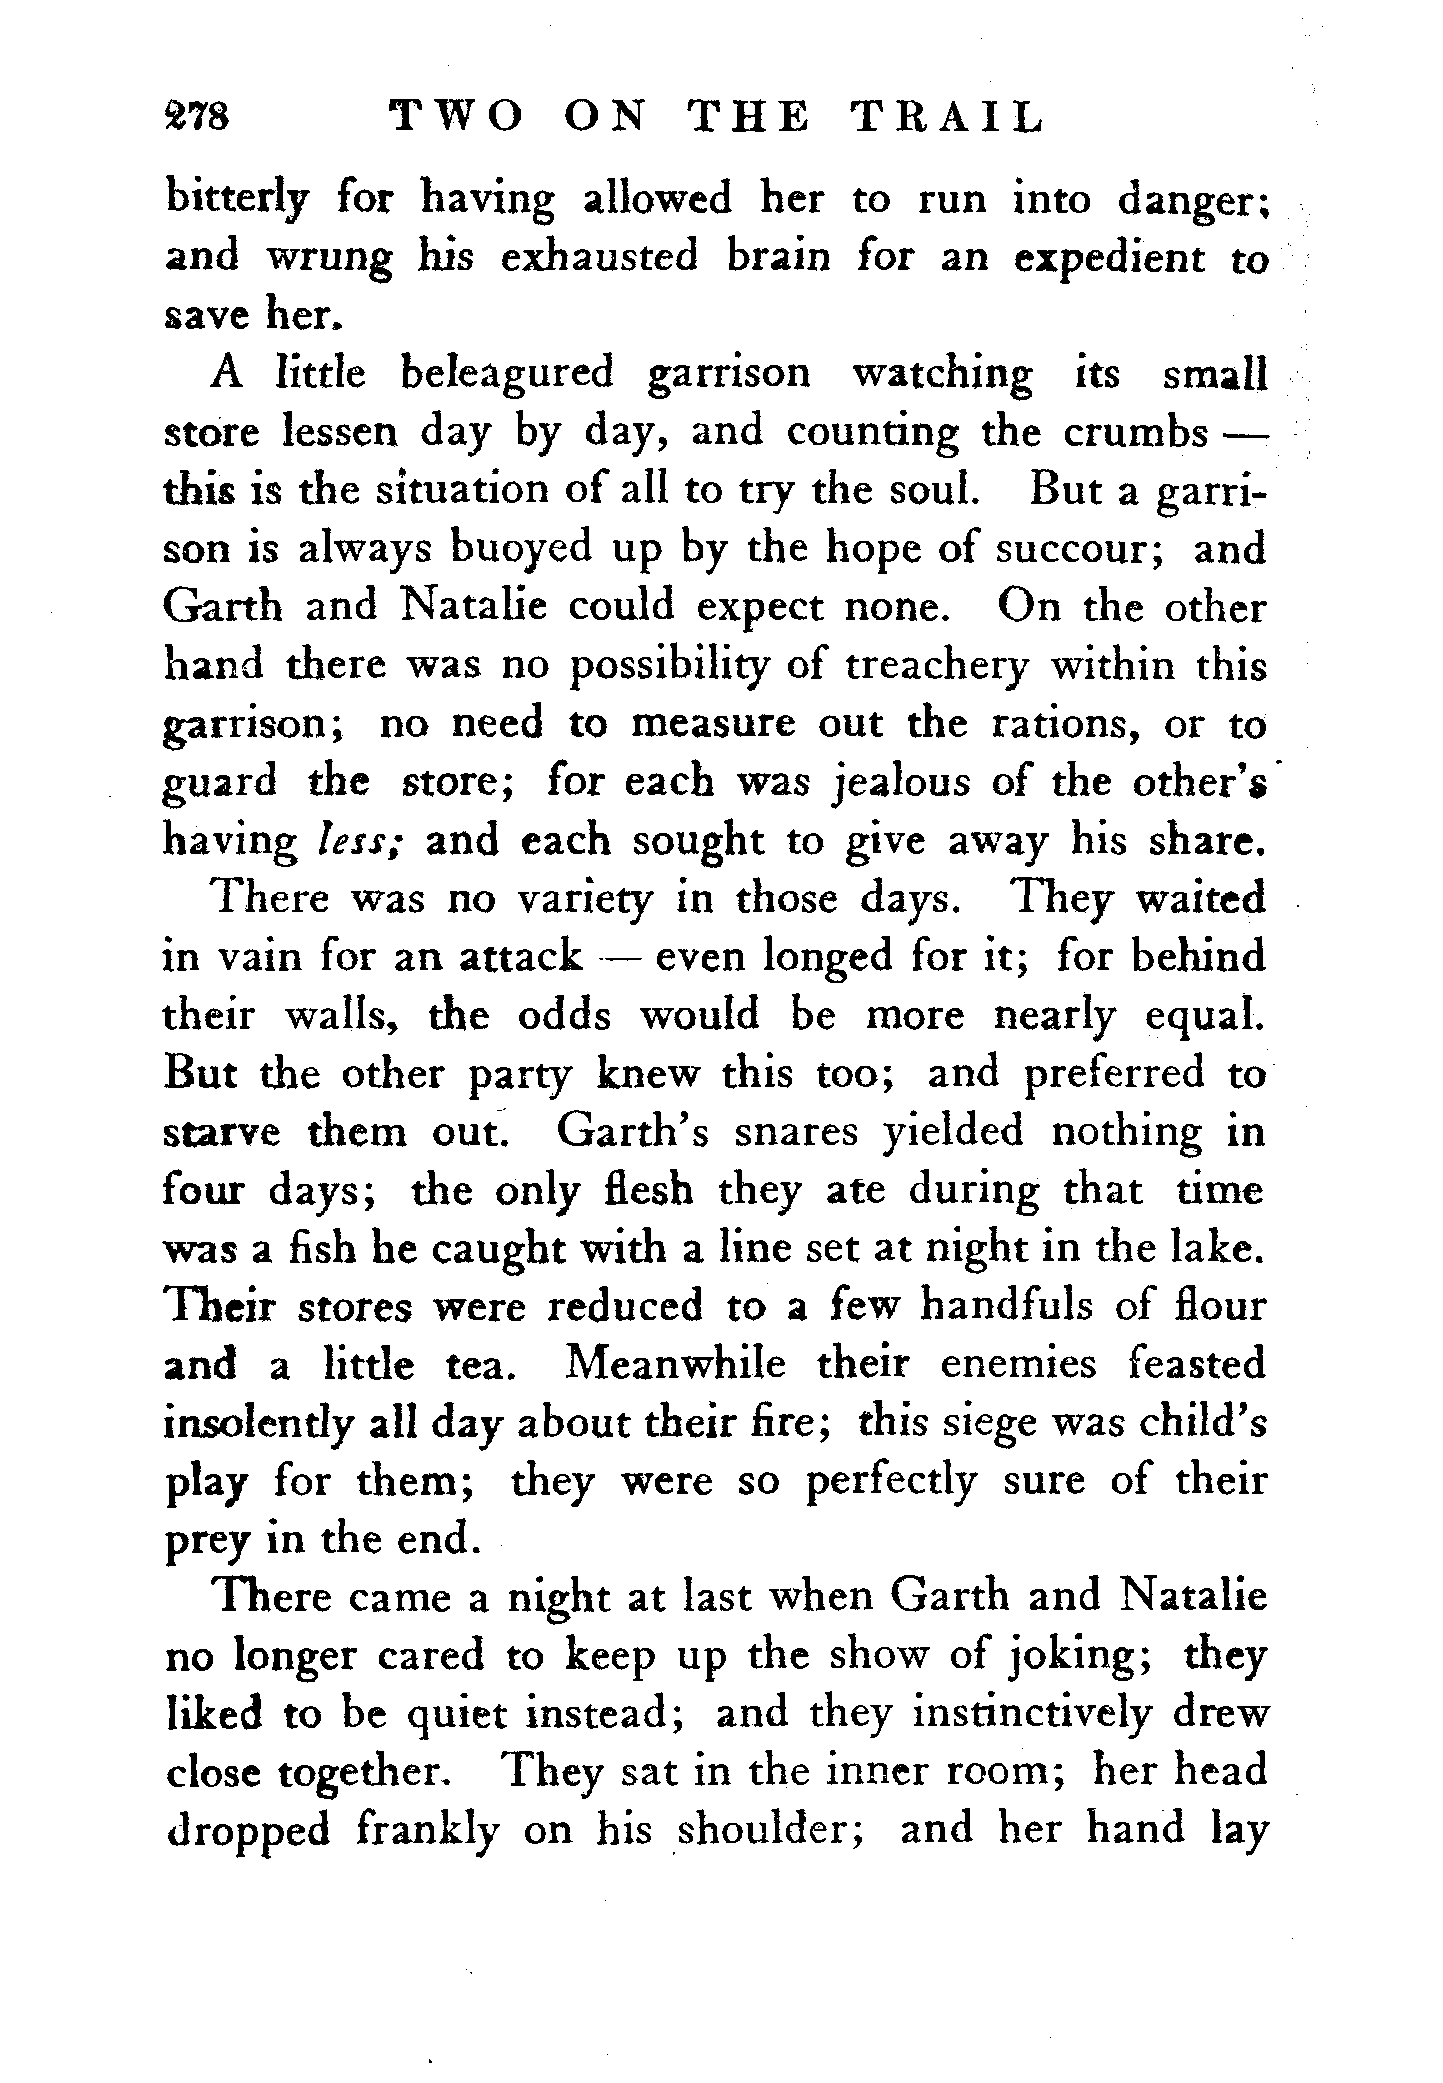 278 TWO ON THE TRAIL
bitterly for having allowed her to run into danger;
and wrung his exhausted brain for an expedient to
save her.
A little beleagured garrison watching its small
store lessen day by day, and counting the crumbs —
this is the situation of all to try the soul. But a garri-
son is always buoyed up by the hope of succour; and
Garth and Natalie could expect none. On the other
hand there was no possibility of treachery within this
garrison; no need to measure out the rations, or to
guard the store; for each was jealous of the other's
having less; and each sought to give away his share.
There was no variety in those days. They waited
in vain for an attack — even longed for it; for behind
their walls, the odds would be more nearly equal.
But the other party knew this too; and preferred to
starve them out. Garth's snares yielded nothing in
four days; the only flesh they ate during that time
was a fish he caught with a line set at night in the lake.
Their stores were reduced to a few handfuls of flour
and a little tea. Meanwhile their enemies feasted
insolently all day about their fire; this siege was child's
play for them; they were so perfectly sure of their
prey in the end.
There came a night at last when Garth and Natalie
no longer cared to keep up the show of joking; they
liked to be quiet instead; and they instinctively drew
close together. They sat in the inner room; her head
dropped frankly on his shoulder; and her hand lay